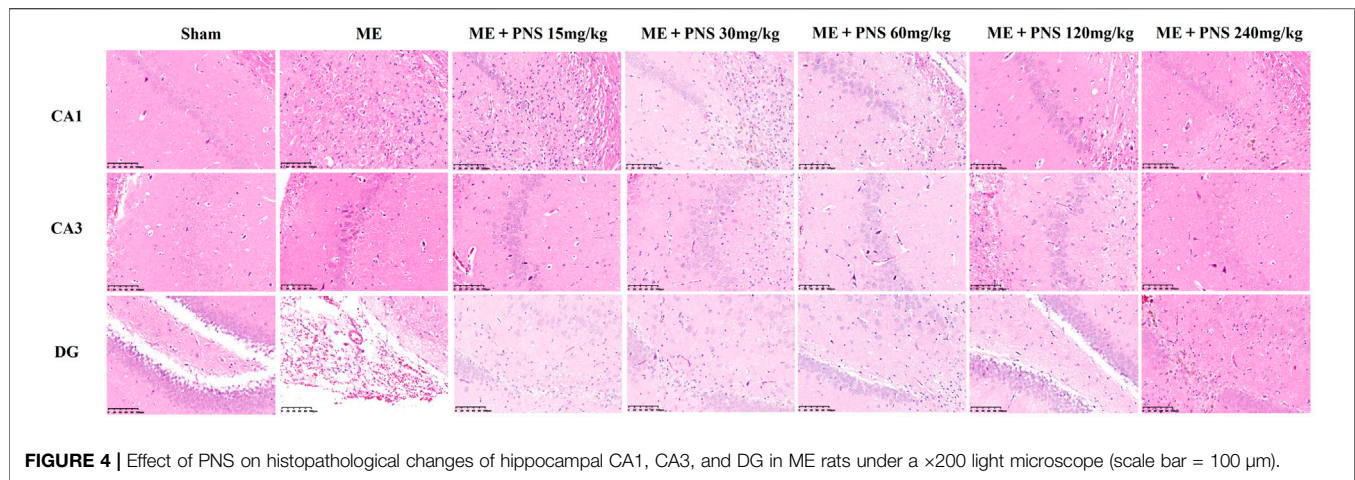 Sham ME ME + PNS 15mg/kg ME + PNS 30mg/kg ME + PNS 60mg/kg ME + PNS 120mg/kg ME + PNS 240mg/kg
CA1
CA3
DG
FIGURE 4 | Effect of PNS on histopathological changes of hippocampal CA1, CA3, and DG in ME rats under a ×200 light microscope (scale bar = 100 μm).